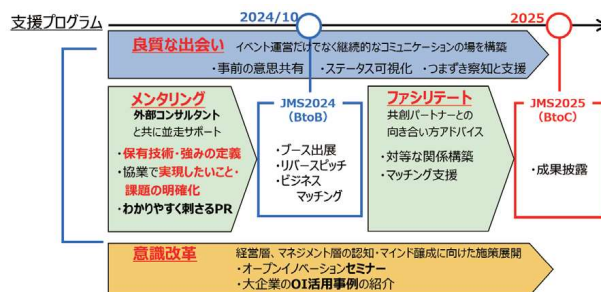 支援プログラム
2024/10
2025
良質な出会い イベント運営だけでなく継続的なコミュニケーションの場を構築
・事前の意思共有 ・ステータス可視化 ・つまずき察知と支援
メンタリング
外部コンサルタント
と共に並走サポート
・保有技術・強みの定義
・協業で実現したいこと・
課題の明確化
・わかりやすく刺さるPR
JMS2024
(BtoB)
・ブース出展
・リバースピッチ
・ビジネス
マッチング
ファシリテート
共創パートナーとの
向き合い方アドバイス
・対等な関係構築
・マッチング支援
JMS2025
(BtoC)
・成果披露
意識改革 経営層、マネジメント層の認知・マインド醸成に向けた施策展開
・オープンイノベーションセミナー
・大企業のOI活用事例の紹介